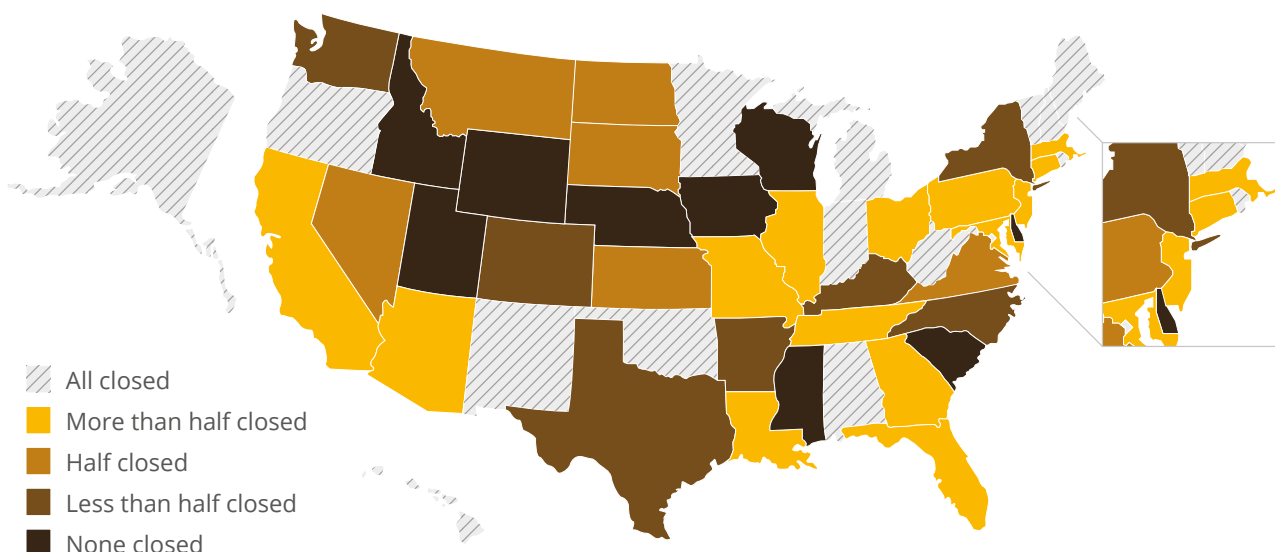 All closed
More than half closed
Half closed
Less than half closed
None closed